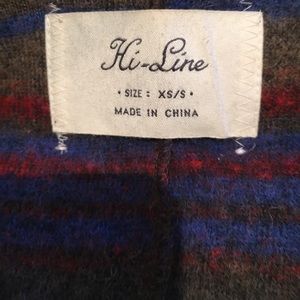 Hi-Line
• SIZE: XS/S •
MADE IN CHINA